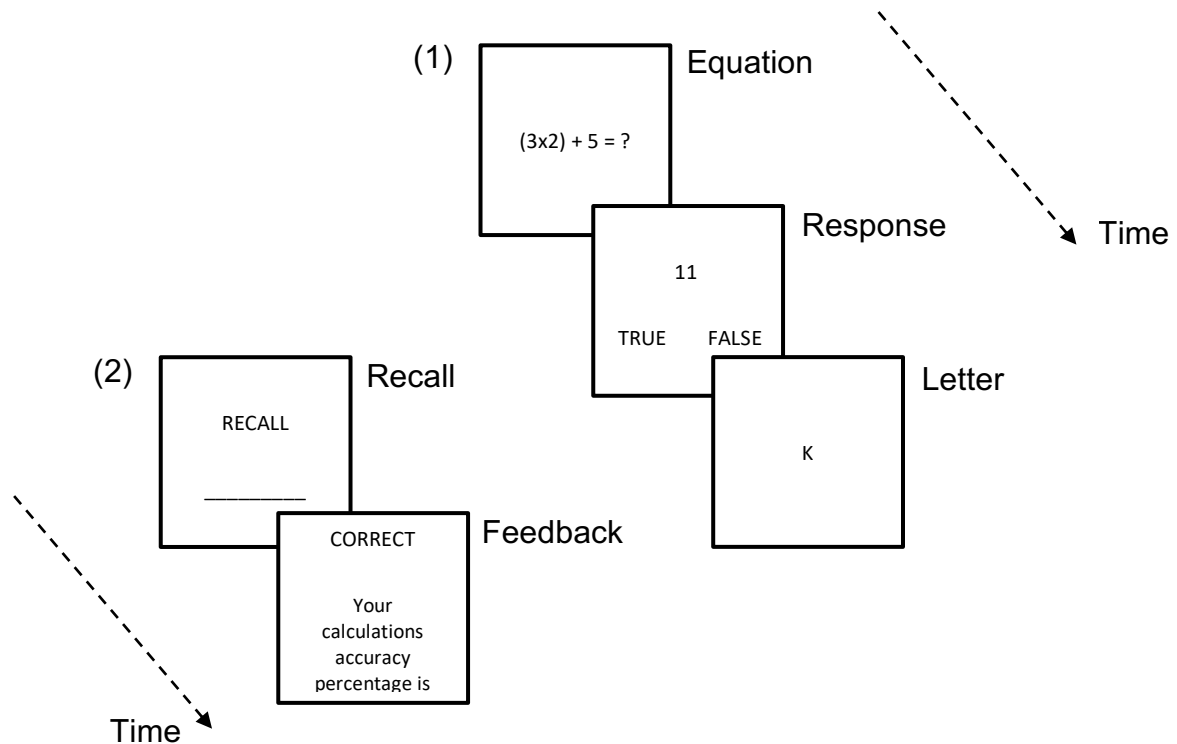 (1)
Equation
(3x2) + 5 = ?
Response
11
TRUE FALSE
Time
Letter
K
(2)
Recall
RECALL
_________
Feedback
CORRECT
Your
calculations
accuracy
percentage is
Time